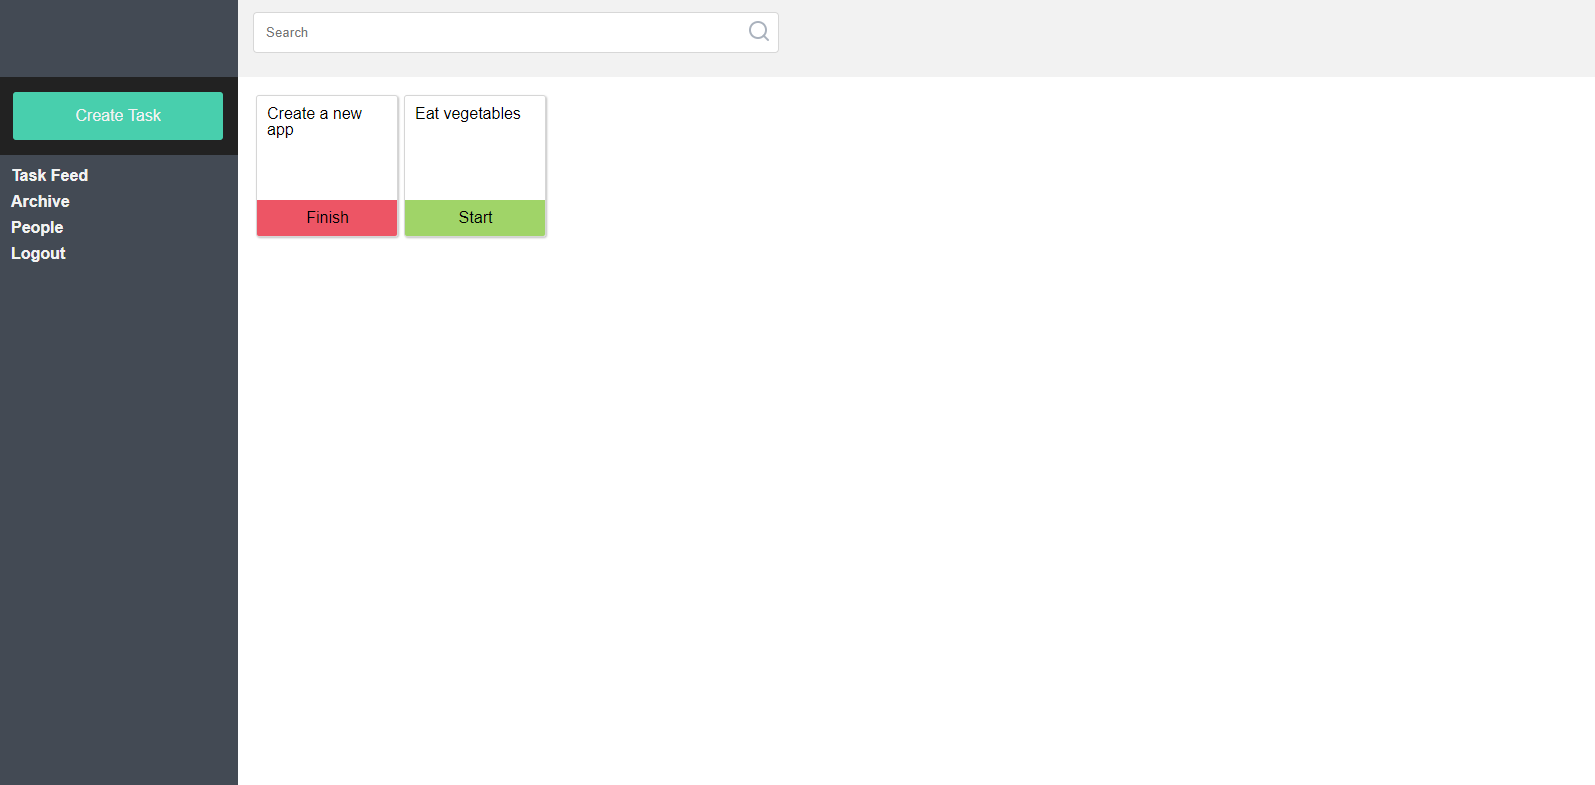 Search
Create Task
Task Feed
Archive
People
Logout
Create a new
app
Finish
Eat vegetables
Start